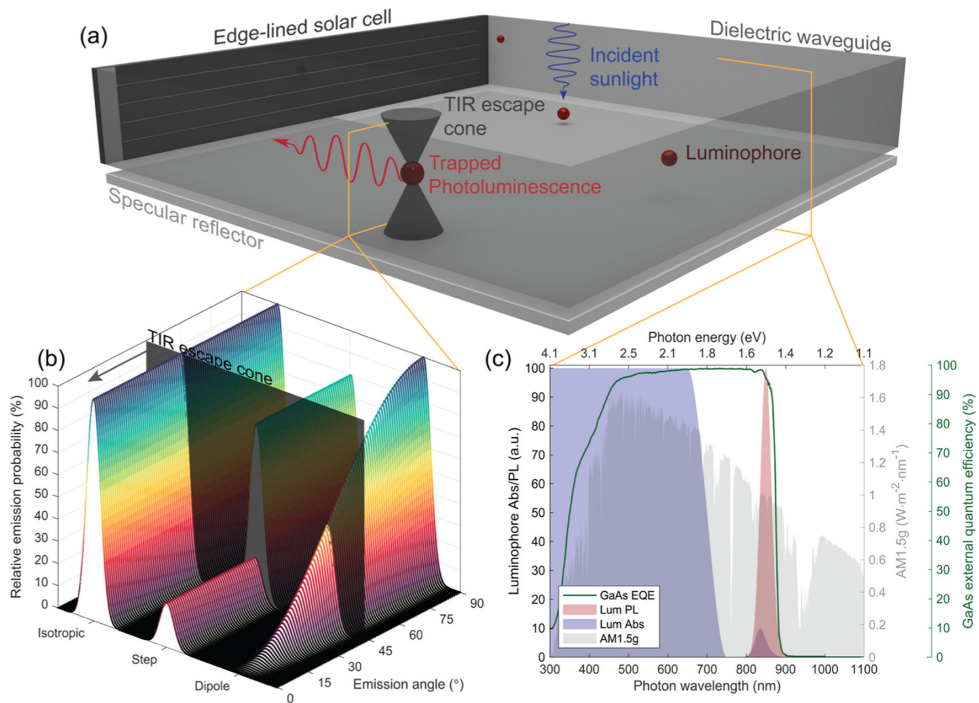 (a)
Edge-lined solar cell
Dielectric waveguide
Incident
sunlight
TIR escape
cone
Trapped
Photoluminescence
Luminophore
Specular reflector
(b)
TIR escape cone
Relative emission probability (%)
100
90
80
70
60
50
40
30
20
10
0
Isotropic
Step
Dipole
0
15
30
45
60
75
90
Emission angle (°)
(c)
Photon energy (eV)
4.1 3.1 2.5 2.1 1.8 1.6 1.4 1.2 1.1
Luminophore Abs/PL (a.u.)
100
90
80
70
60
50
40
30
20
10
0
GaAs EQE
Lum PL
Lum Abs
AM1.5g
300 400 500 600 700 800 900 1000 1100
Photon wavelength (nm)
1.8
1.6
1.4
1.2
1
0.8
0.6
0.4
0.2
0
AM1.5g (W·m⁻²·nm⁻¹)
100
90
80
70
60
50
40
30
20
10
0
GaAs external quantum efficiency (%)